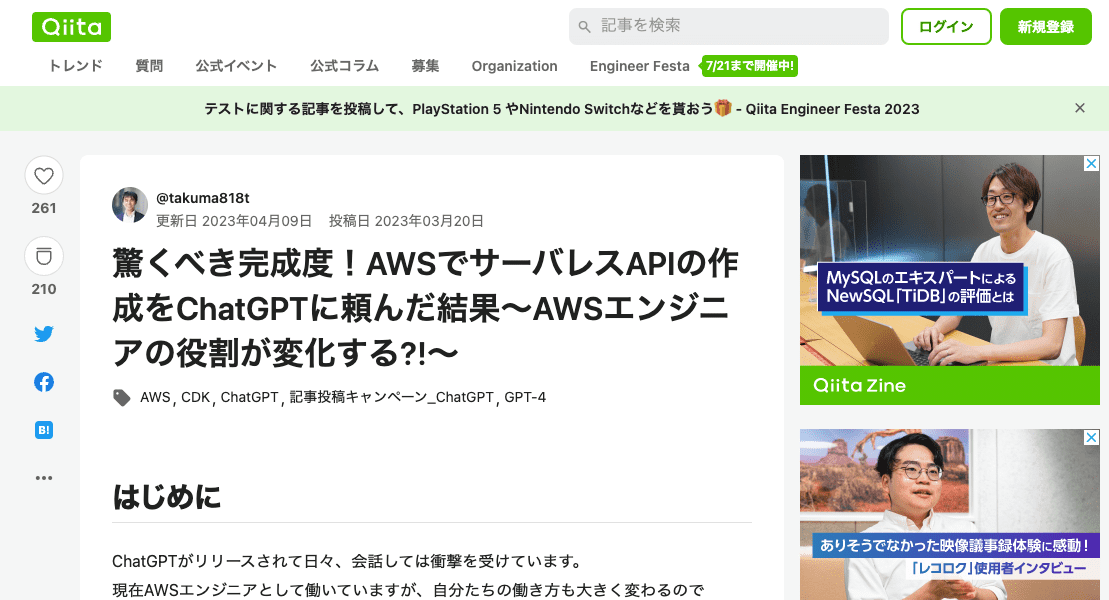 Qiita
記事を検索
ログイン
新規登録
トレンド
質問
公式イベント
公式コラム
募集
Organization
Engineer Festa
7/21まで開催中!
テストに関する記事を投稿して、PlayStation 5 やNintendo Switchなどを貰おう🎁 - Qiita Engineer Festa 2023
261
210
B!
@takuma818t
更新日 2023年04月09日 投稿日 2023年03月20日
驚くべき完成度！AWSでサーバレスAPIの作
成をChatGPTに頼んだ結果〜AWSエンジニ
アの役割が変化する?!〜
AWS, CDK, ChatGPT, 記事投稿キャンペーン_ChatGPT, GPT-4
はじめに
ChatGPTがリリースされて日々、会話しては衝撃を受けています。
現在AWSエンジニアとして働いていますが、自分たちの働き方も大きく変わるので
MySQLのエキスパートによる
NewSQL「TiDB」の評価とは
Qiita Zine
ありそうでなかった映像議事録体験に感動！
「レコロク」使用者インタビュー